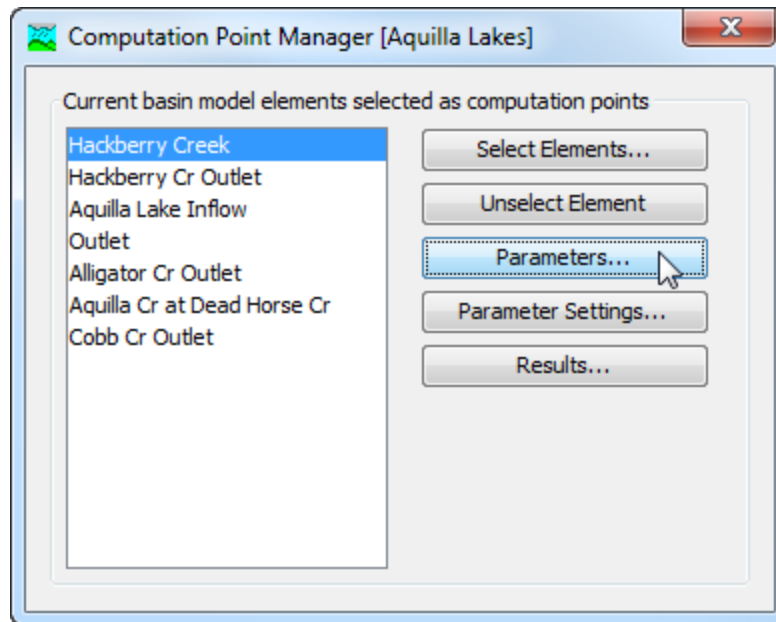 Computation Point Manager [Aquilla Lakes]
Current basin model elements selected as computation points
Hackberry Creek
Hackberry Cr Outlet
Aquilla Lake Inflow
Outlet
Alligator Cr Outlet
Aquilla Cr at Dead Horse Cr
Cobb Cr Outlet
Select Elements...
Unselect Element
Parameters...
Parameter Settings...
Results...